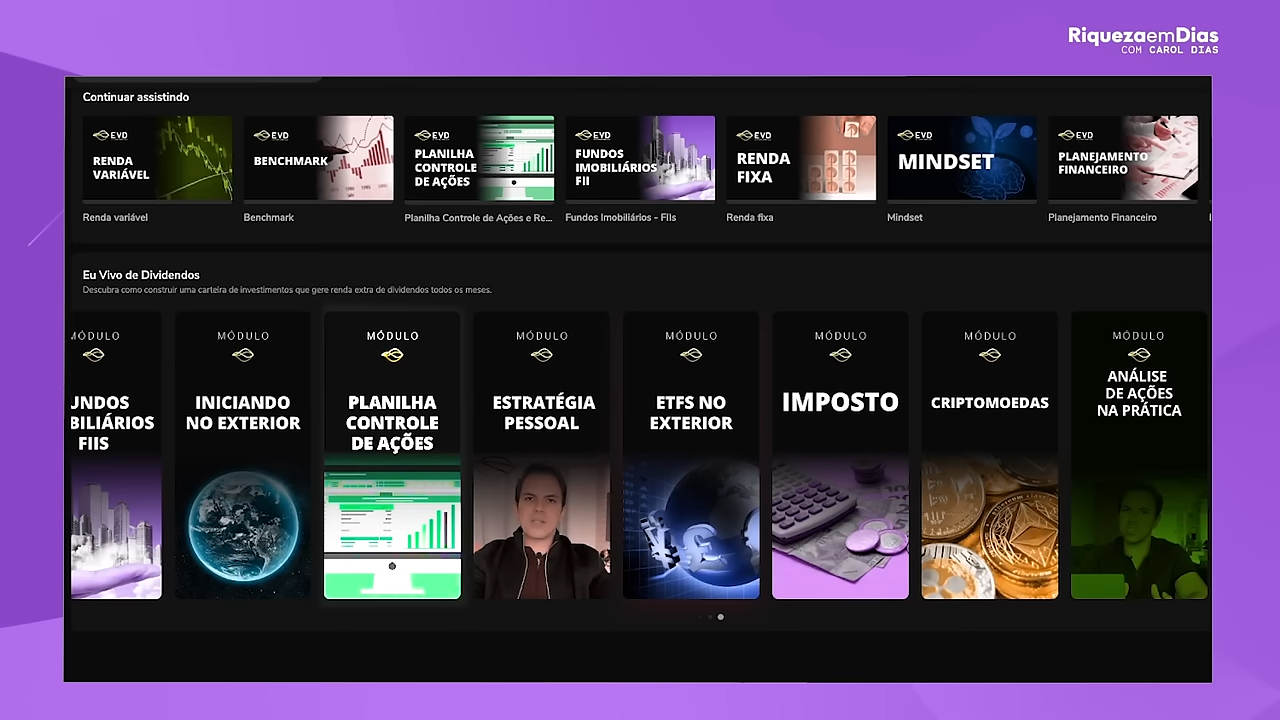 RiquezaemDias
COM CAROL DIAS
Continuar assistindo
EVD
RENDA
VARIÁVEL
EVD
BENCHMARK
EVD
PLANILHA
CONTROLE
DE AÇÕES
EVD
FUNDOS
IMOBILIÁRIOS
FII
EVD
RENDA
FIXA
EVD
MINDSET
EVD
PLANEJAMENTO
FINANCEIRO
Renda variável
Benchmark
Planilha Controle de Ações e Re...
Fundos Imobiliários - FIIs
Renda fixa
Mindset
Planejamento Financeiro
Eu Vivo de Dividendos
Descubra como construir uma carteira de investimentos que gere renda extra de dividendos todos os meses.
MÓDULO
UNDOS
BILIÁRIOS
FIIS
MÓDULO
INICIANDO
NO EXTERIOR
MÓDULO
PLANILHA
CONTROLE
DE AÇÕES
MÓDULO
ESTRATÉGIA
PESSOAL
MÓDULO
ETFS NO
EXTERIOR
MÓDULO
IMPOSTO
MÓDULO
CRIPTOMOEDAS
MÓDULO
ANÁLISE
DE AÇÕES
NA PRÁTICA